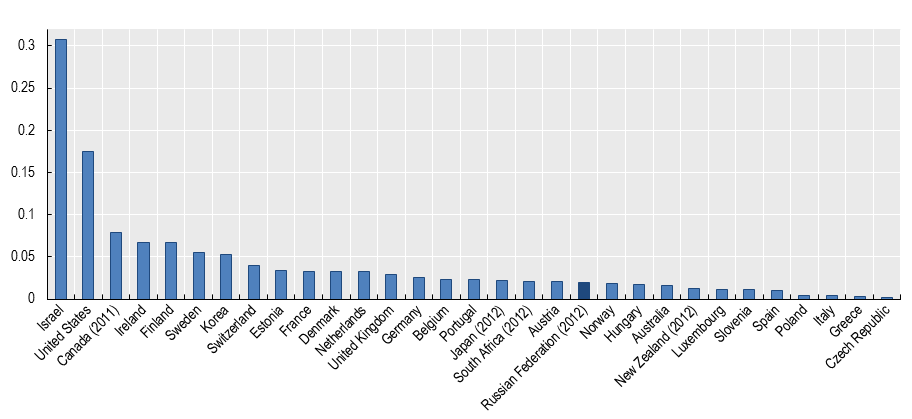 0.3
0.25
0.2
0.15
0.1
0.05
0
Israel
United States
Canada (2011)
Ireland
Finland
Sweden
Korea
Switzerland
Estonia
France
Denmark
Netherlands
United Kingdom
Germany
Belgium
Portugal
Japan (2012)
South Africa (2012)
Austria
Russian Federation (2012)
Norway
Hungary
Australia
New Zealand (2012)
Luxembourg
Slovenia
Spain
Poland
Italy
Greece
Czech Republic